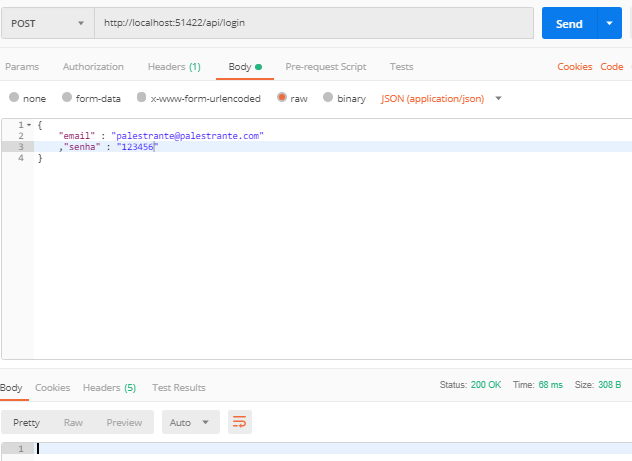 POST http://localhost:51422/api/login Send
Params Authorization Headers (1) Body Pre-request Script Tests Cookies Code
none form-data x-www-form-urlencoded raw binary JSON (application/json)
1 {
2 "email" : "palestrante@palestrante.com"
3 ,"senha" : "123456"
4 }
Body Cookies Headers (5) Test Results Status: 200 OK Time: 68 ms Size: 308 B
Pretty Raw Preview Auto
1